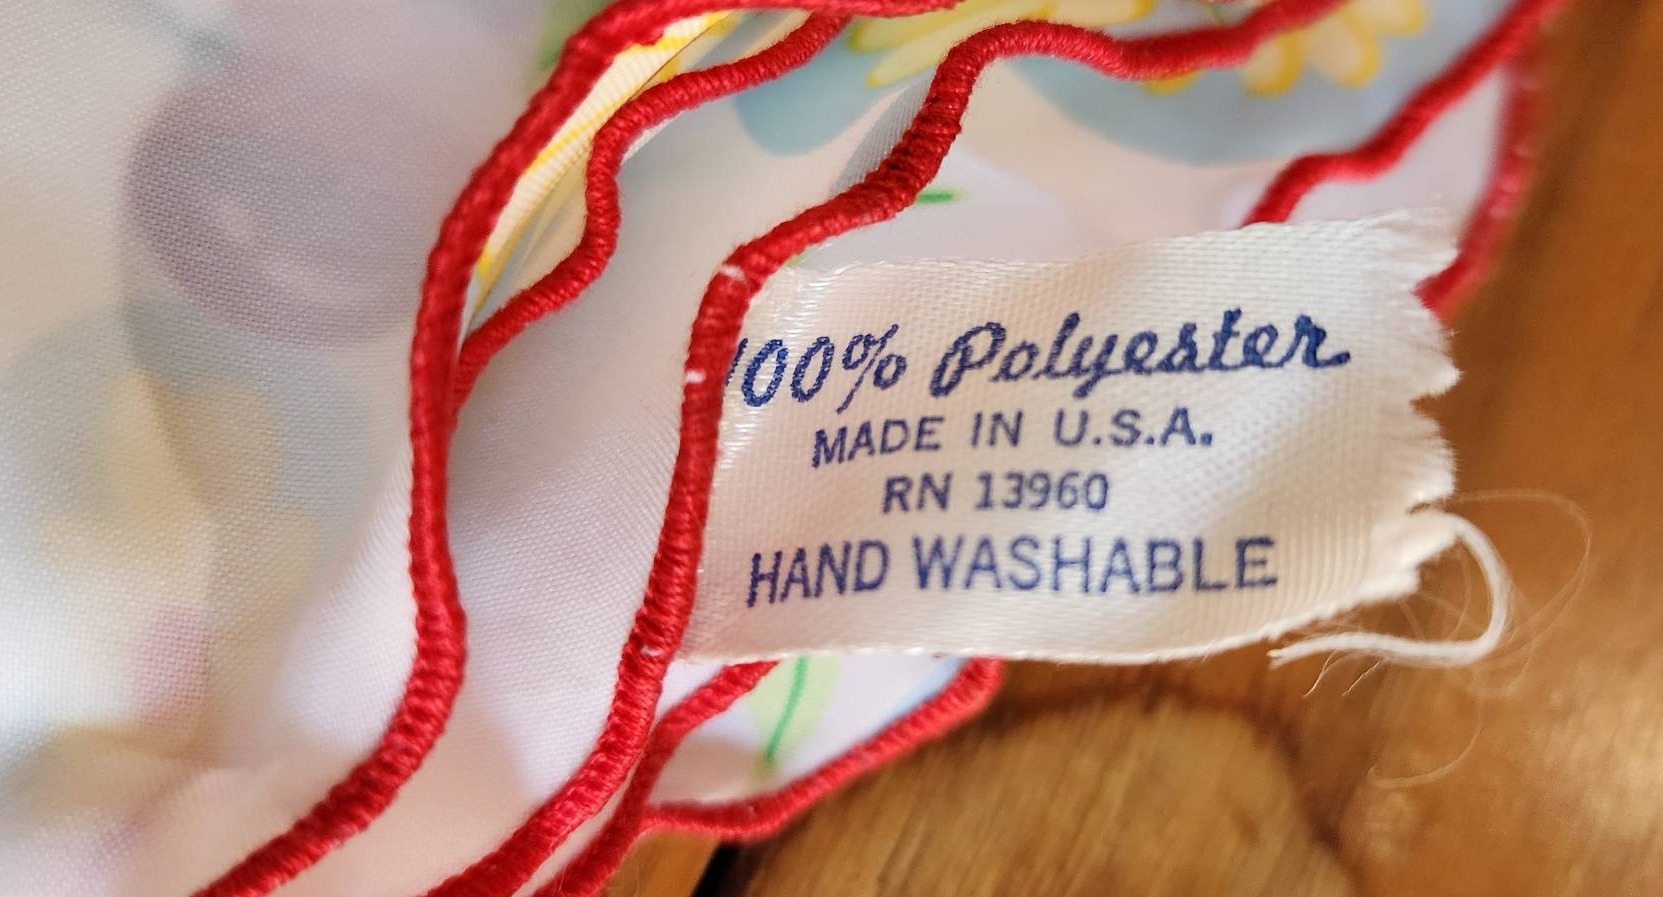 100% Polyester
MADE IN U.S.A.
RN 13960
HAND WASHABLE